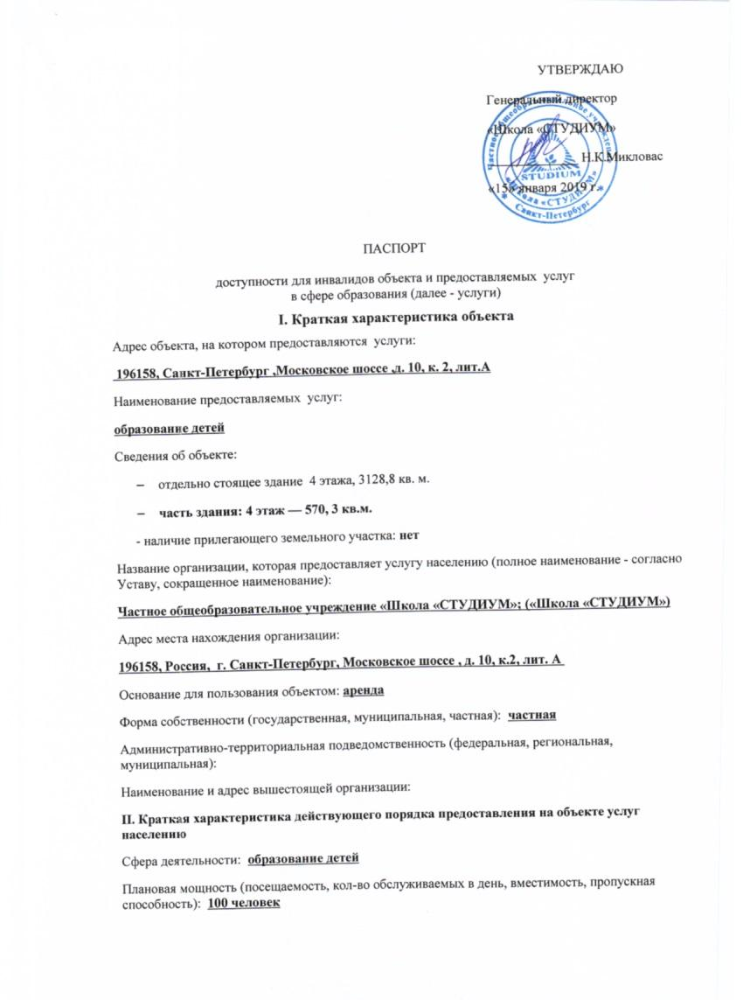 УТВЕРЖДАЮ
Генеральный директор
«Школа «СТУДИУМ»
Н.К.Микловас
«15» января 2019 г.
Частное общеобразовательное учреждение
STUDIUM
«Школа «СТУДИУМ»
* Санкт-Петербург *
ПАСПОРТ
доступности для инвалидов объекта и предоставляемых услуг
в сфере образования (далее - услуги)
I. Краткая характеристика объекта
Адрес объекта, на котором предоставляются услуги:
196158, Санкт-Петербург ,Московское шоссе ,д. 10, к. 2, лит.А
Наименование предоставляемых услуг:
образование детей
Сведения об объекте:
– отдельно стоящее здание 4 этажа, 3128,8 кв. м.
– часть здания: 4 этаж — 570, 3 кв.м.
- наличие прилегающего земельного участка: нет
Название организации, которая предоставляет услугу населению (полное наименование - согласно
Уставу, сокращенное наименование):
Частное общеобразовательное учреждение «Школа «СТУДИУМ»; («Школа «СТУДИУМ»)
Адрес места нахождения организации:
196158, Россия, г. Санкт-Петербург, Московское шоссе , д. 10, к.2, лит. А
Основание для пользования объектом: аренда
Форма собственности (государственная, муниципальная, частная): частная
Административно-территориальная подведомственность (федеральная, региональная,
муниципальная):
Наименование и адрес вышестоящей организации:
II. Краткая характеристика действующего порядка предоставления на объекте услуг
населению
Сфера деятельности: образование детей
Плановая мощность (посещаемость, кол-во обслуживаемых в день, вместимость, пропускная
способность): 100 человек